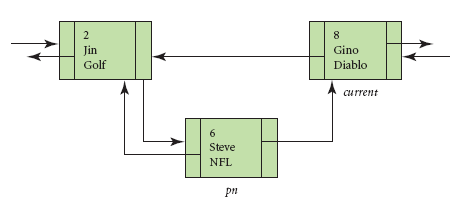 2
Jin
Golf
8
Gino
Diablo
current
6
Steve
NFL
pn